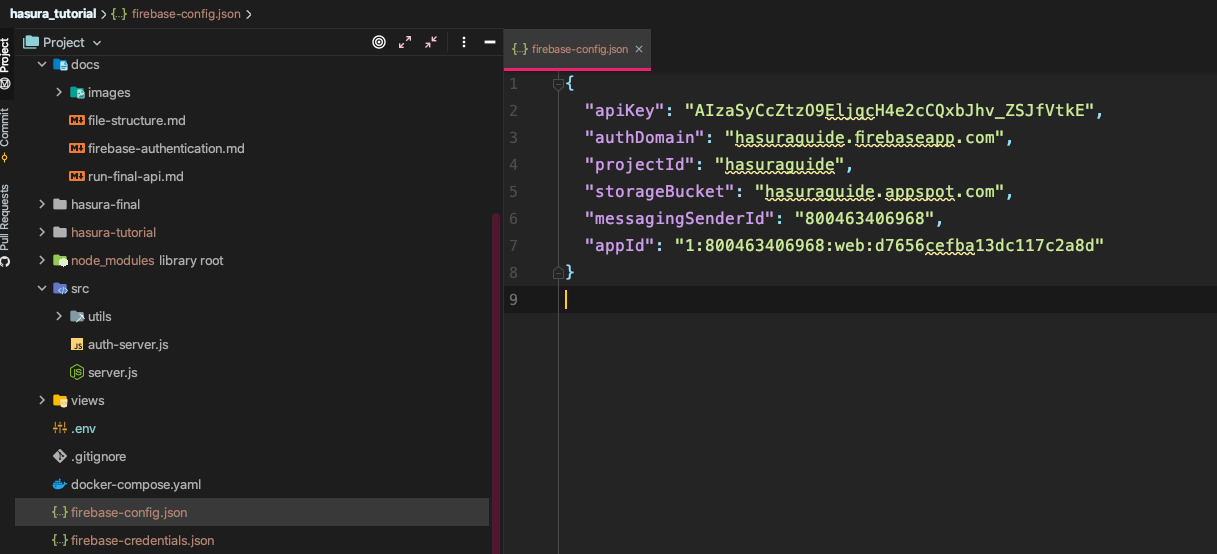 hasura_tutorial > {..} firebase-config.json >
Project
Commit
Pull Requests
Project
docs
images
file-structure.md
firebase-authentication.md
run-final-api.md
hasura-final
hasura-tutorial
node_modules library root
src
utils
auth-server.js
server.js
views
.env
.gitignore
docker-compose.yaml
firebase-config.json
firebase-credentials.json
firebase-config.json ×
1 {
2 "apiKey": "AIzaSyCcZtzO9EljqcH4e2cCQxbJhv_ZSJfVtkE",
3 "authDomain": "hasuraguide.firebaseapp.com",
4 "projectId": "hasuraguide",
5 "storageBucket": "hasuraguide.appspot.com",
6 "messagingSenderId": "800463406968",
7 "appId": "1:800463406968:web:d7656cefba13dc117c2a8d"
8 }
9